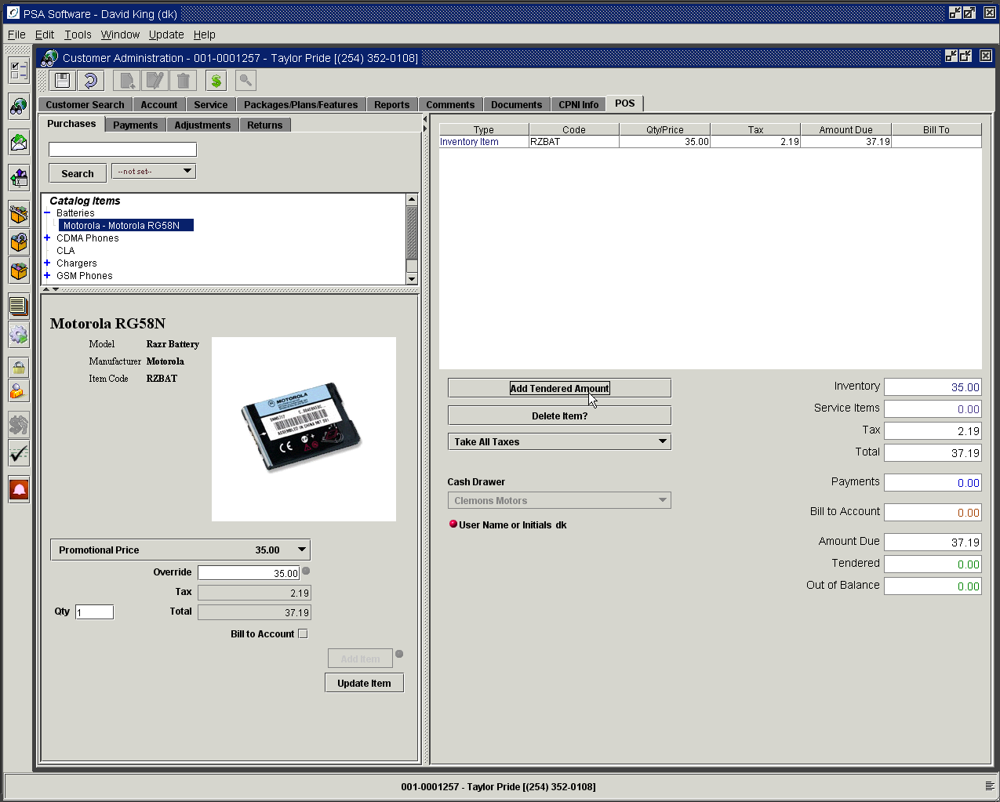 PSA Software - David King (dk)
File Edit Tools Window Update Help
Customer Administration - 001-0001257 - Taylor Pride [(254) 352-0108]
Customer Search Account Service Packages/Plans/Features Reports Comments Documents CPNI Info POS
Purchases Payments Adjustments Returns
Search --not set--
Catalog Items
Batteries
Motorola - Motorola RG58N
CDMA Phones
CLA
Chargers
GSM Phones
Motorola RG58N
Model Razr Battery
Manufacturer Motorola
Item Code RZBAT
MOTOROLA
SNN5717
ASSEMBLED IN CHINA
CE
Promotional Price 35.00
Override 35.00
Tax 2.19
Qty 1 Total 37.19
Bill to Account
Add Item
Update Item
Type Code Qty/Price Tax Amount Due Bill To
Inventory Item RZBAT 35.00 2.19 37.19
Add Tendered Amount
Delete Item?
Take All Taxes
Cash Drawer
Clemons Motors
User Name or Initials dk
Inventory 35.00
Service Items 0.00
Tax 2.19
Total 37.19
Payments 0.00
Bill to Account 0.00
Amount Due 37.19
Tendered 0.00
Out of Balance 0.00
001-0001257 - Taylor Pride [(254) 352-0108]